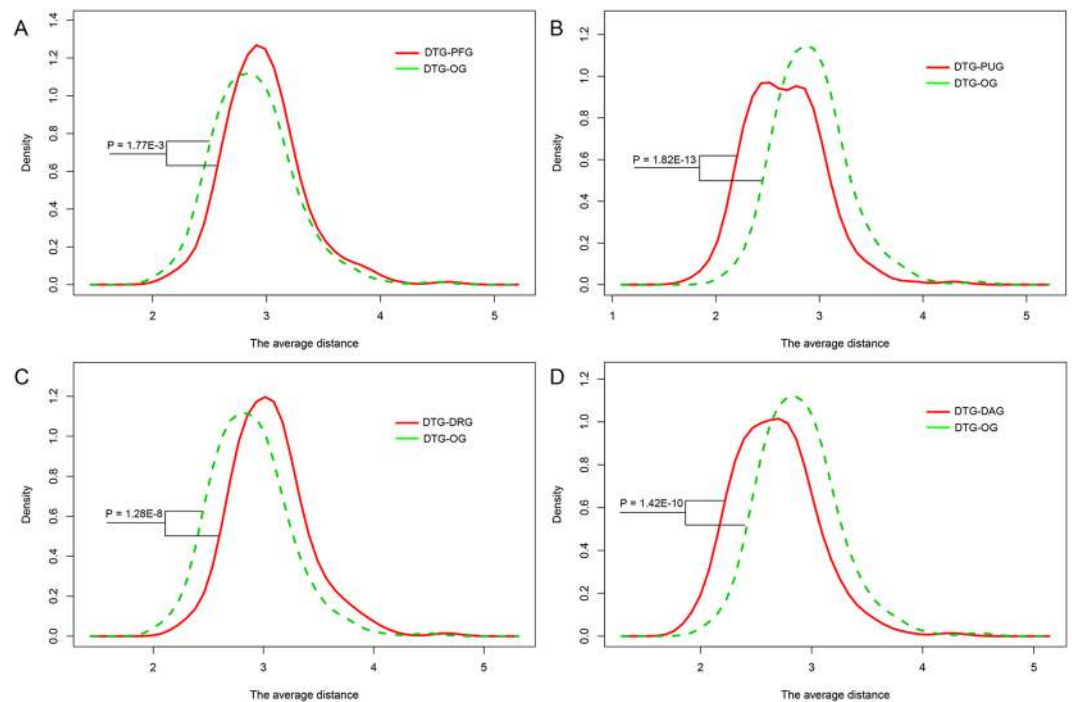 A
DTG-PFG
DTG-OG
P = 1.77E-3
Density
0.0
0.2
0.4
0.6
0.8
1.0
1.2
1.4
2
3
4
5
The average distance
B
DTG-PUG
DTG-OG
P = 1.82E-13
Density
0.0
0.2
0.4
0.6
0.8
1.0
1.2
1
2
3
4
5
The average distance
C
DTG-DRG
DTG-OG
P = 1.28E-8
Density
0.0
0.2
0.4
0.6
0.8
1.0
1.2
2
3
4
5
The average distance
D
DTG-DAG
DTG-OG
P = 1.42E-10
Density
0.0
0.2
0.4
0.6
0.8
1.0
1.2
2
3
4
5
The average distance